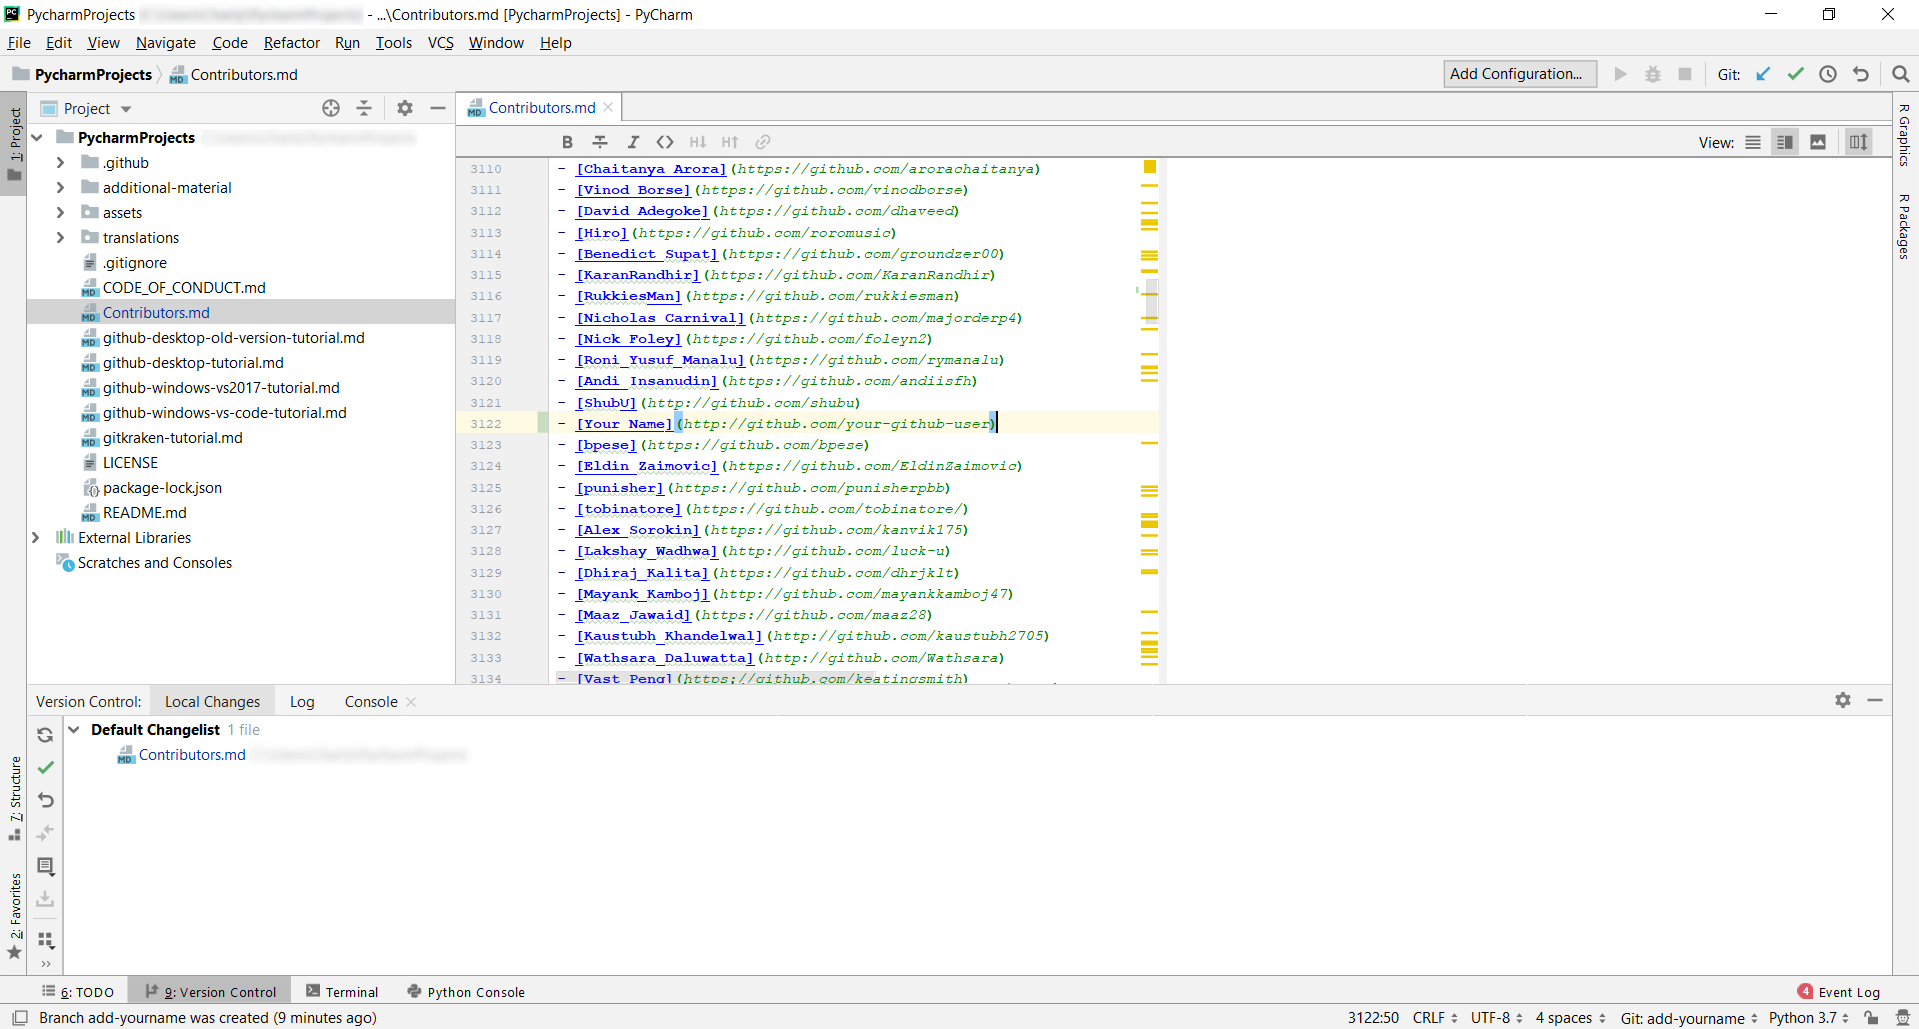 PycharmProjects - ...\Contributors.md [PycharmProjects] - PyCharm
File Edit View Navigate Code Refactor Run Tools VCS Window Help
PycharmProjects Contributors.md Add Configuration... Git:
Project
Contributors.md
View:
1: Project
7: Structure
2: Favorites
R Graphics
R Packages
PycharmProjects
.github
additional-material
assets
translations
.gitignore
CODE_OF_CONDUCT.md
Contributors.md
github-desktop-old-version-tutorial.md
github-desktop-tutorial.md
github-windows-vs2017-tutorial.md
github-windows-vs-code-tutorial.md
gitkraken-tutorial.md
LICENSE
package-lock.json
README.md
External Libraries
Scratches and Consoles
3110 - [Chaitanya Arora](https://github.com/arorachaitanya)
3111 - [Vinod Borse](https://github.com/vinodborse)
3112 - [David Adegoke](https://github.com/dhaveed)
3113 - [Hiro](https://github.com/roromusic)
3114 - [Benedict Supat](https://github.com/groundzer00)
3115 - [KaranRandhir](https://github.com/KaranRandhir)
3116 - [RukkiesMan](https://github.com/rukkiesman)
3117 - [Nicholas Carnival](https://github.com/majorderp4)
3118 - [Nick Foley](https://github.com/foleyn2)
3119 - [Roni Yusuf Manalu](https://github.com/rymanalu)
3120 - [Andi Insanudin](https://github.com/andiisfh)
3121 - [ShubU](http://github.com/shubu)
3122 - [Your Name](http://github.com/your-github-user)
3123 - [bpese](https://github.com/bpese)
3124 - [Eldin Zaimovic](https://github.com/EldinZaimovic)
3125 - [punisher](https://github.com/punisherpbb)
3126 - [tobinatore](https://github.com/tobinatore/)
3127 - [Alex Sorokin](https://github.com/kanvik175)
3128 - [Lakshay Wadhwa](http://github.com/luck-u)
3129 - [Dhiraj Kalita](http://github.com/dhrjklt)
3130 - [Mayank Kamboj](http://github.com/mayankkamboj47)
3131 - [Maaz Jawaid](https://github.com/maaz28)
3132 - [Kaustubh Khandelwal](http://github.com/kaustubh2705)
3133 - [Wathsara Daluwatta](http://github.com/Wathsara)
3134 - [Vast Peng](https://github.com/keatingsmith)
Version Control: Local Changes Log Console
Default Changelist 1 file
Contributors.md
6: TODO 9: Version Control Terminal Python Console 4 Event Log
Branch add-yourname was created (9 minutes ago) 3122:50 CRLF UTF-8 4 spaces Git: add-yourname Python 3.7